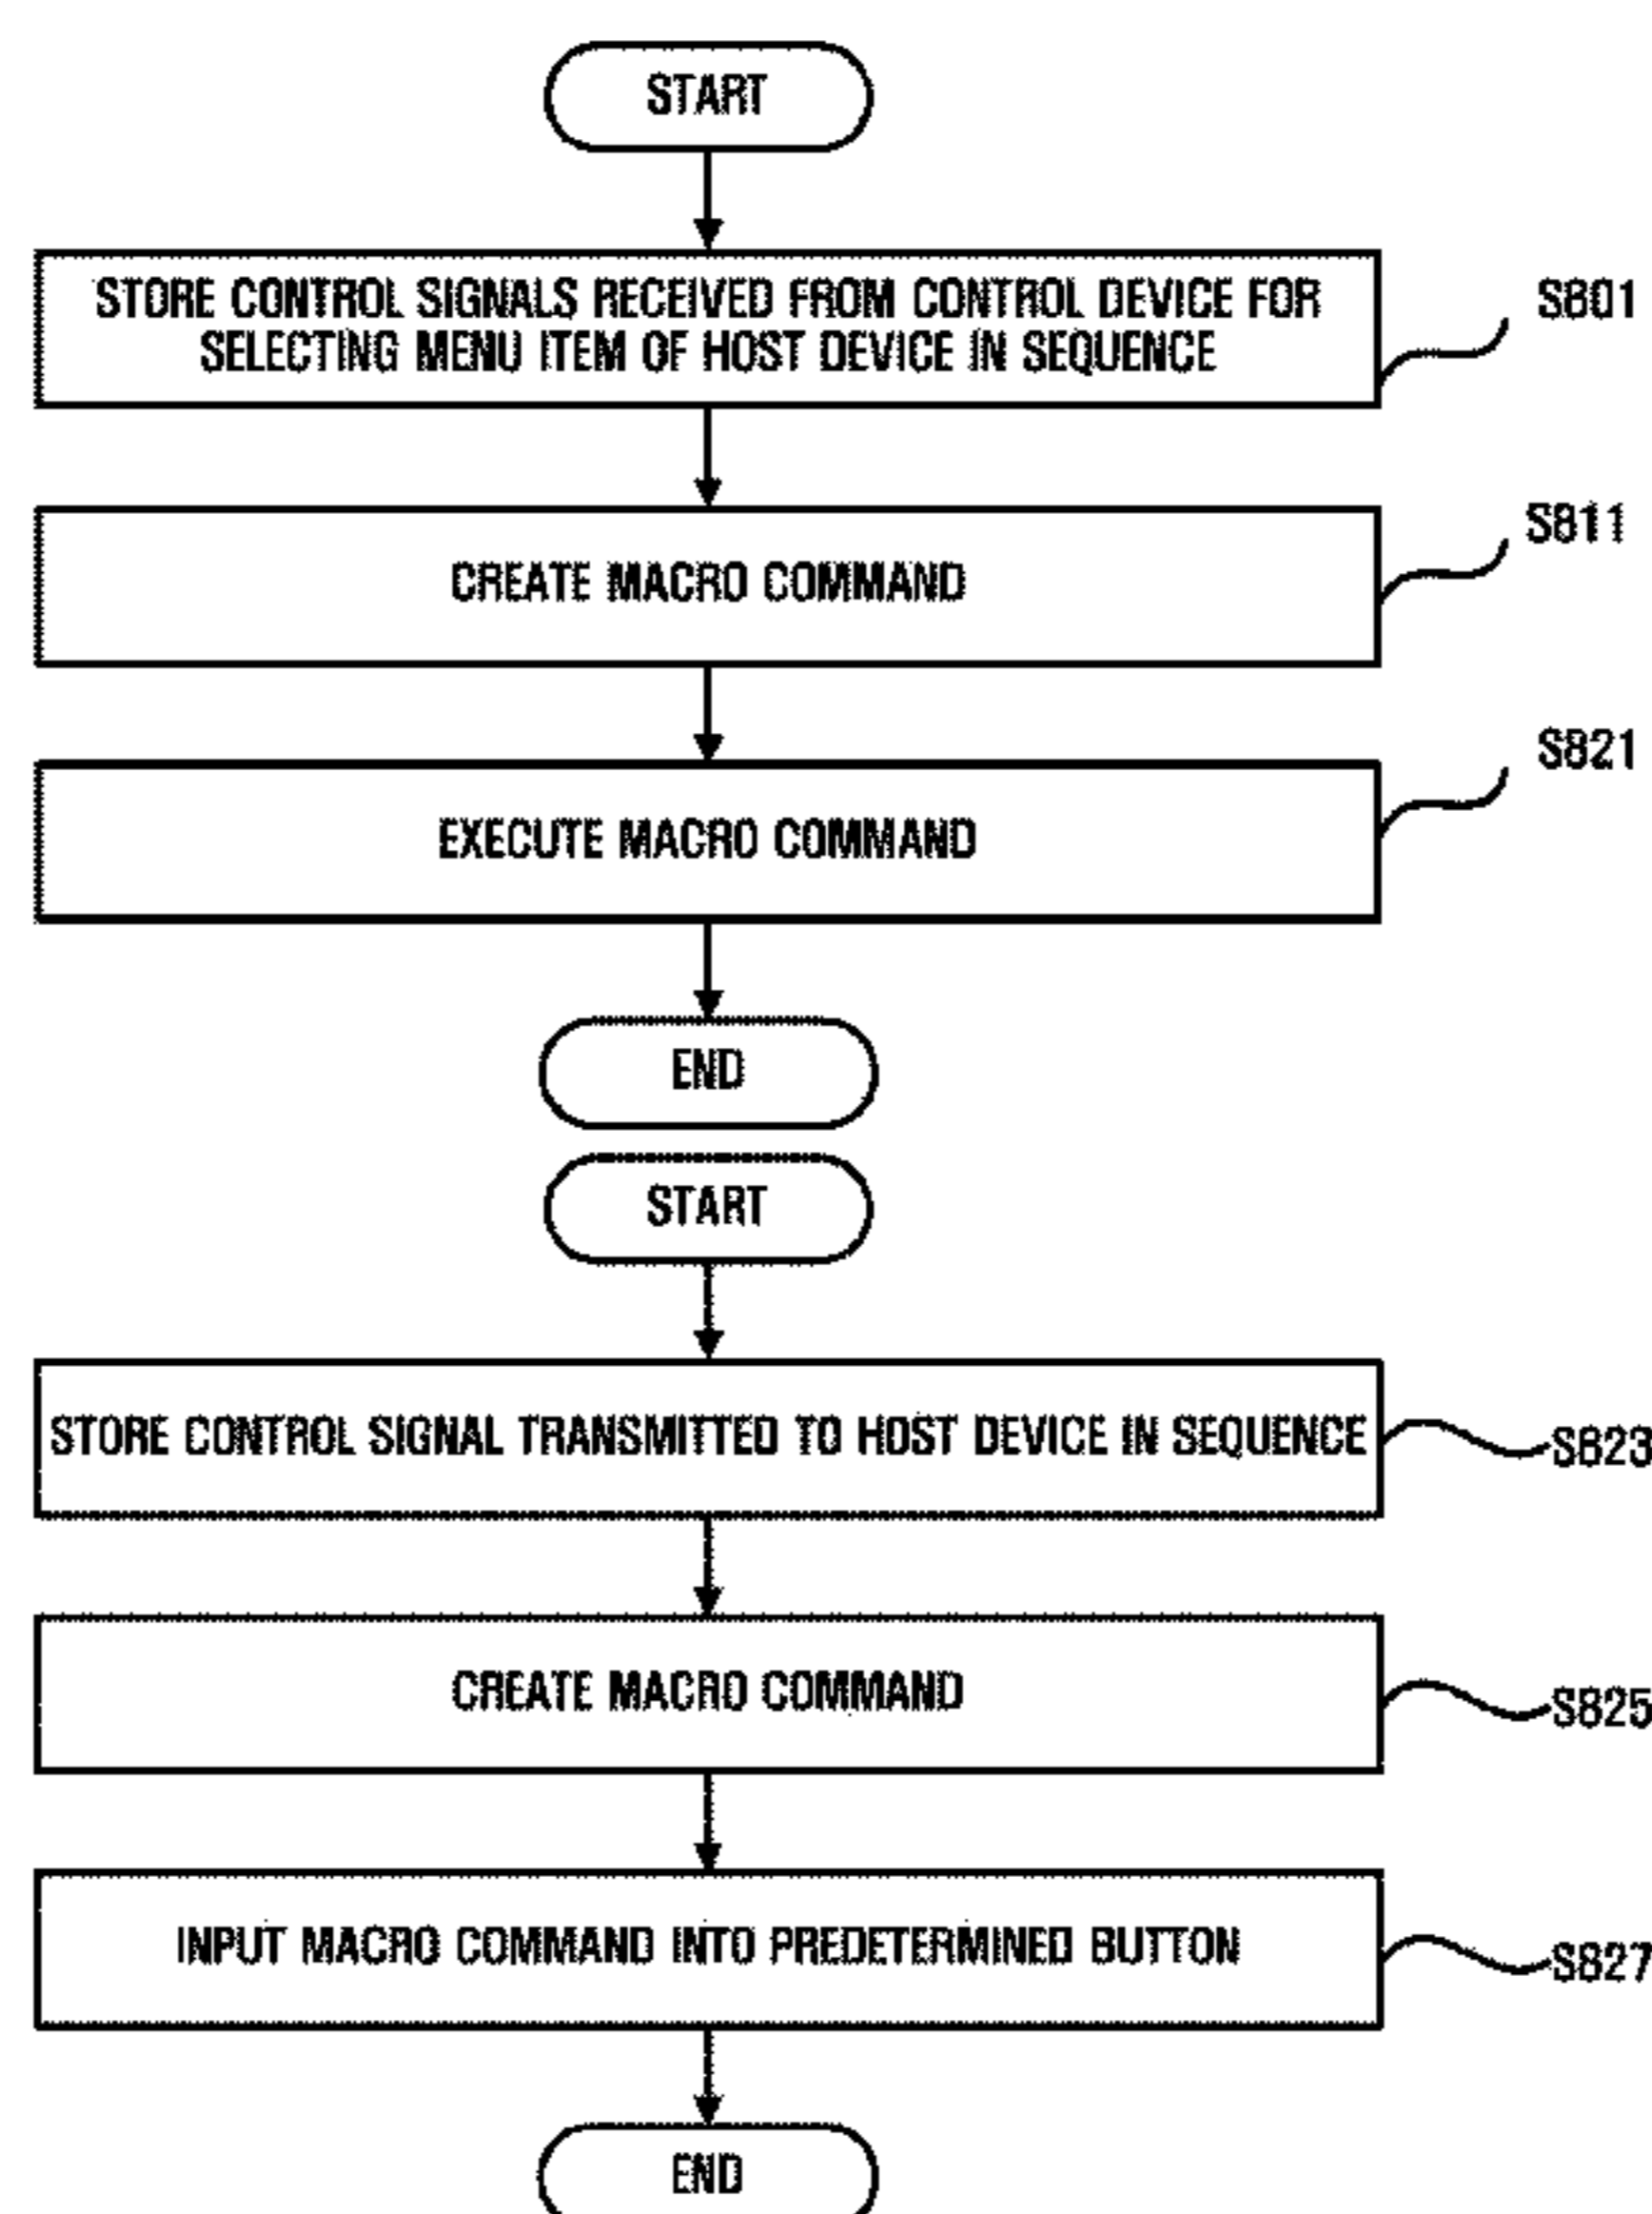 START
STORE CONTROL SIGNALS RECEIVED FROM CONTROL DEVICE FOR
SELECTING MENU ITEM OF HOST DEVICE IN SEQUENCE
S801
CREATE MACRO COMMAND
S811
EXECUTE MACRO COMMAND
S821
END
START
STORE CONTROL SIGNAL TRANSMITTED TO HOST DEVICE IN SEQUENCE
S823
CREATE MACRO COMMAND
S825
INPUT MACRO COMMAND INTO PREDETERMINED BUTTON
S827
END